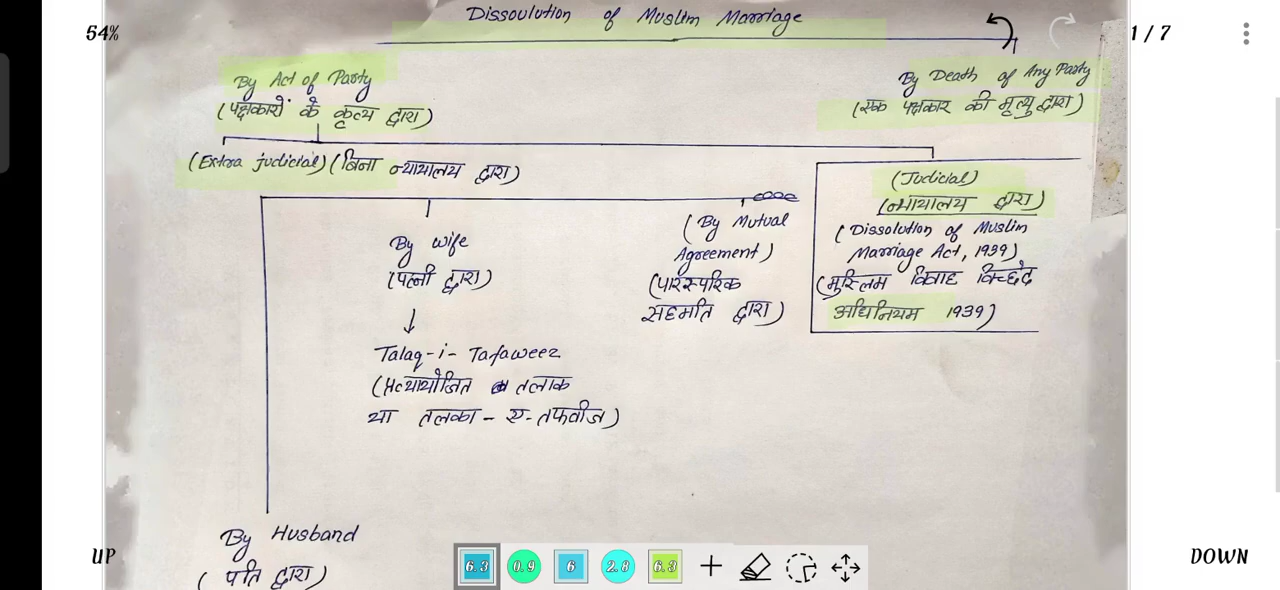 Dissoulution of Muslim Marriage
54%
1 / 7
By Act of Party
(पक्षकारों के कृत्य द्वारा)
By Death of Any Party
(एक पक्षकार की मृत्यु द्वारा)
(Extra judicial) (बिना न्यायालय द्वारा)
(Judicial)
(न्यायालय द्वारा)
(Dissolution of Muslim
Marriage Act, 1939)
(मुस्लिम विवाह विच्छेद
अधिनियम 1939)
By wife
(पत्नी द्वारा)
(By Mutual
Agreement)
(पारस्परिक
सहमति द्वारा)
Talaq-i-Tafaweez
(प्रत्यायोजित तलाक
या तलका-ए-तफवीज)
By Husband
(पति द्वारा)
UP
6.3 0.9 6 2.8 6.3
DOWN